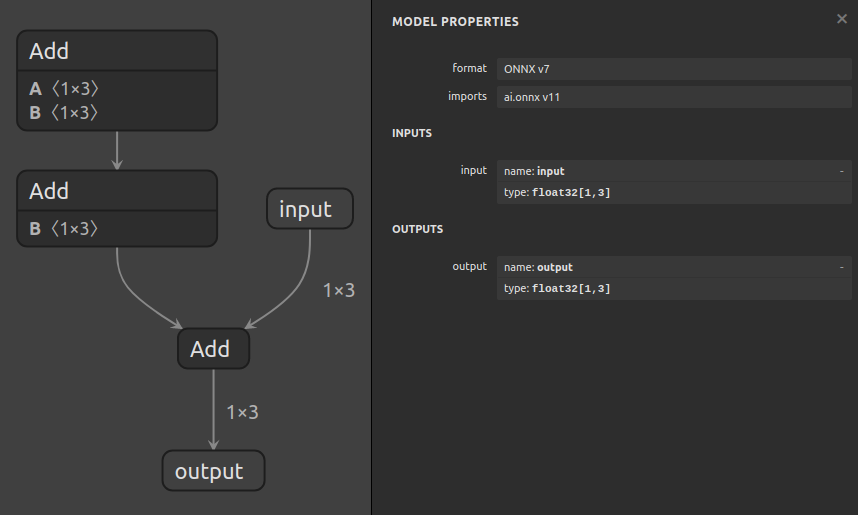 Add
A 〈1×3〉
B 〈1×3〉
Add
B 〈1×3〉
input
1×3
Add
1×3
output
MODEL PROPERTIES
×
format ONNX v7
imports ai.onnx v11
INPUTS
input name: input -
type: float32[1,3]
OUTPUTS
output name: output -
type: float32[1,3]